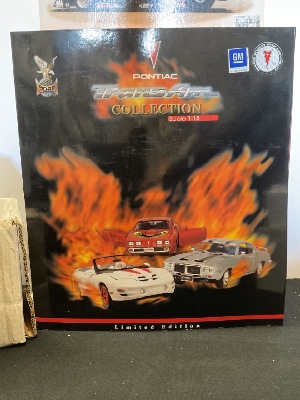 PONTIAC
Trans Am
COLLECTION
Scale 1:18
GM
Limited Edition